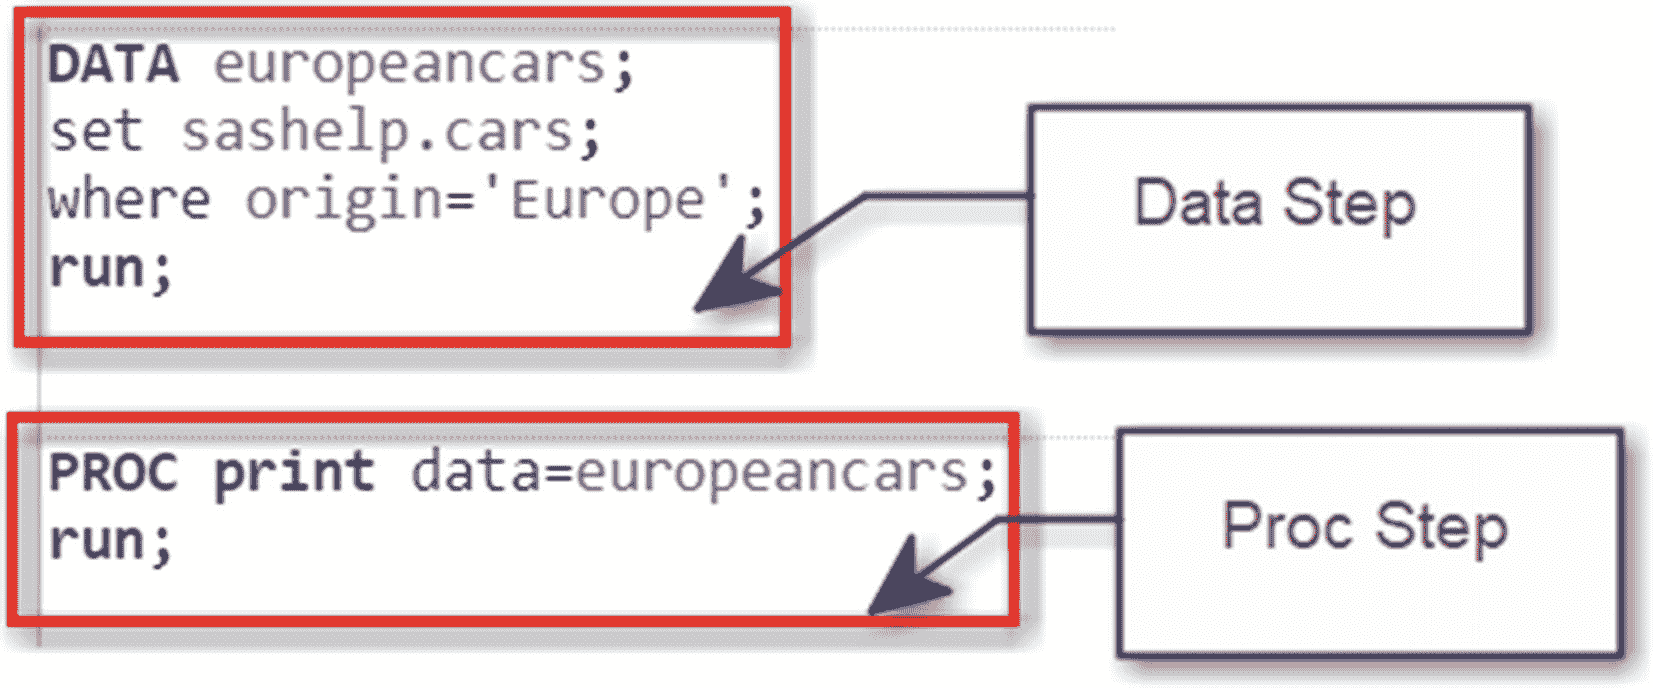 DATA europeancars;
set sashelp.cars;
where origin='Europe';
run;
Data Step
PROC print data=europeancars;
run;
Proc Step